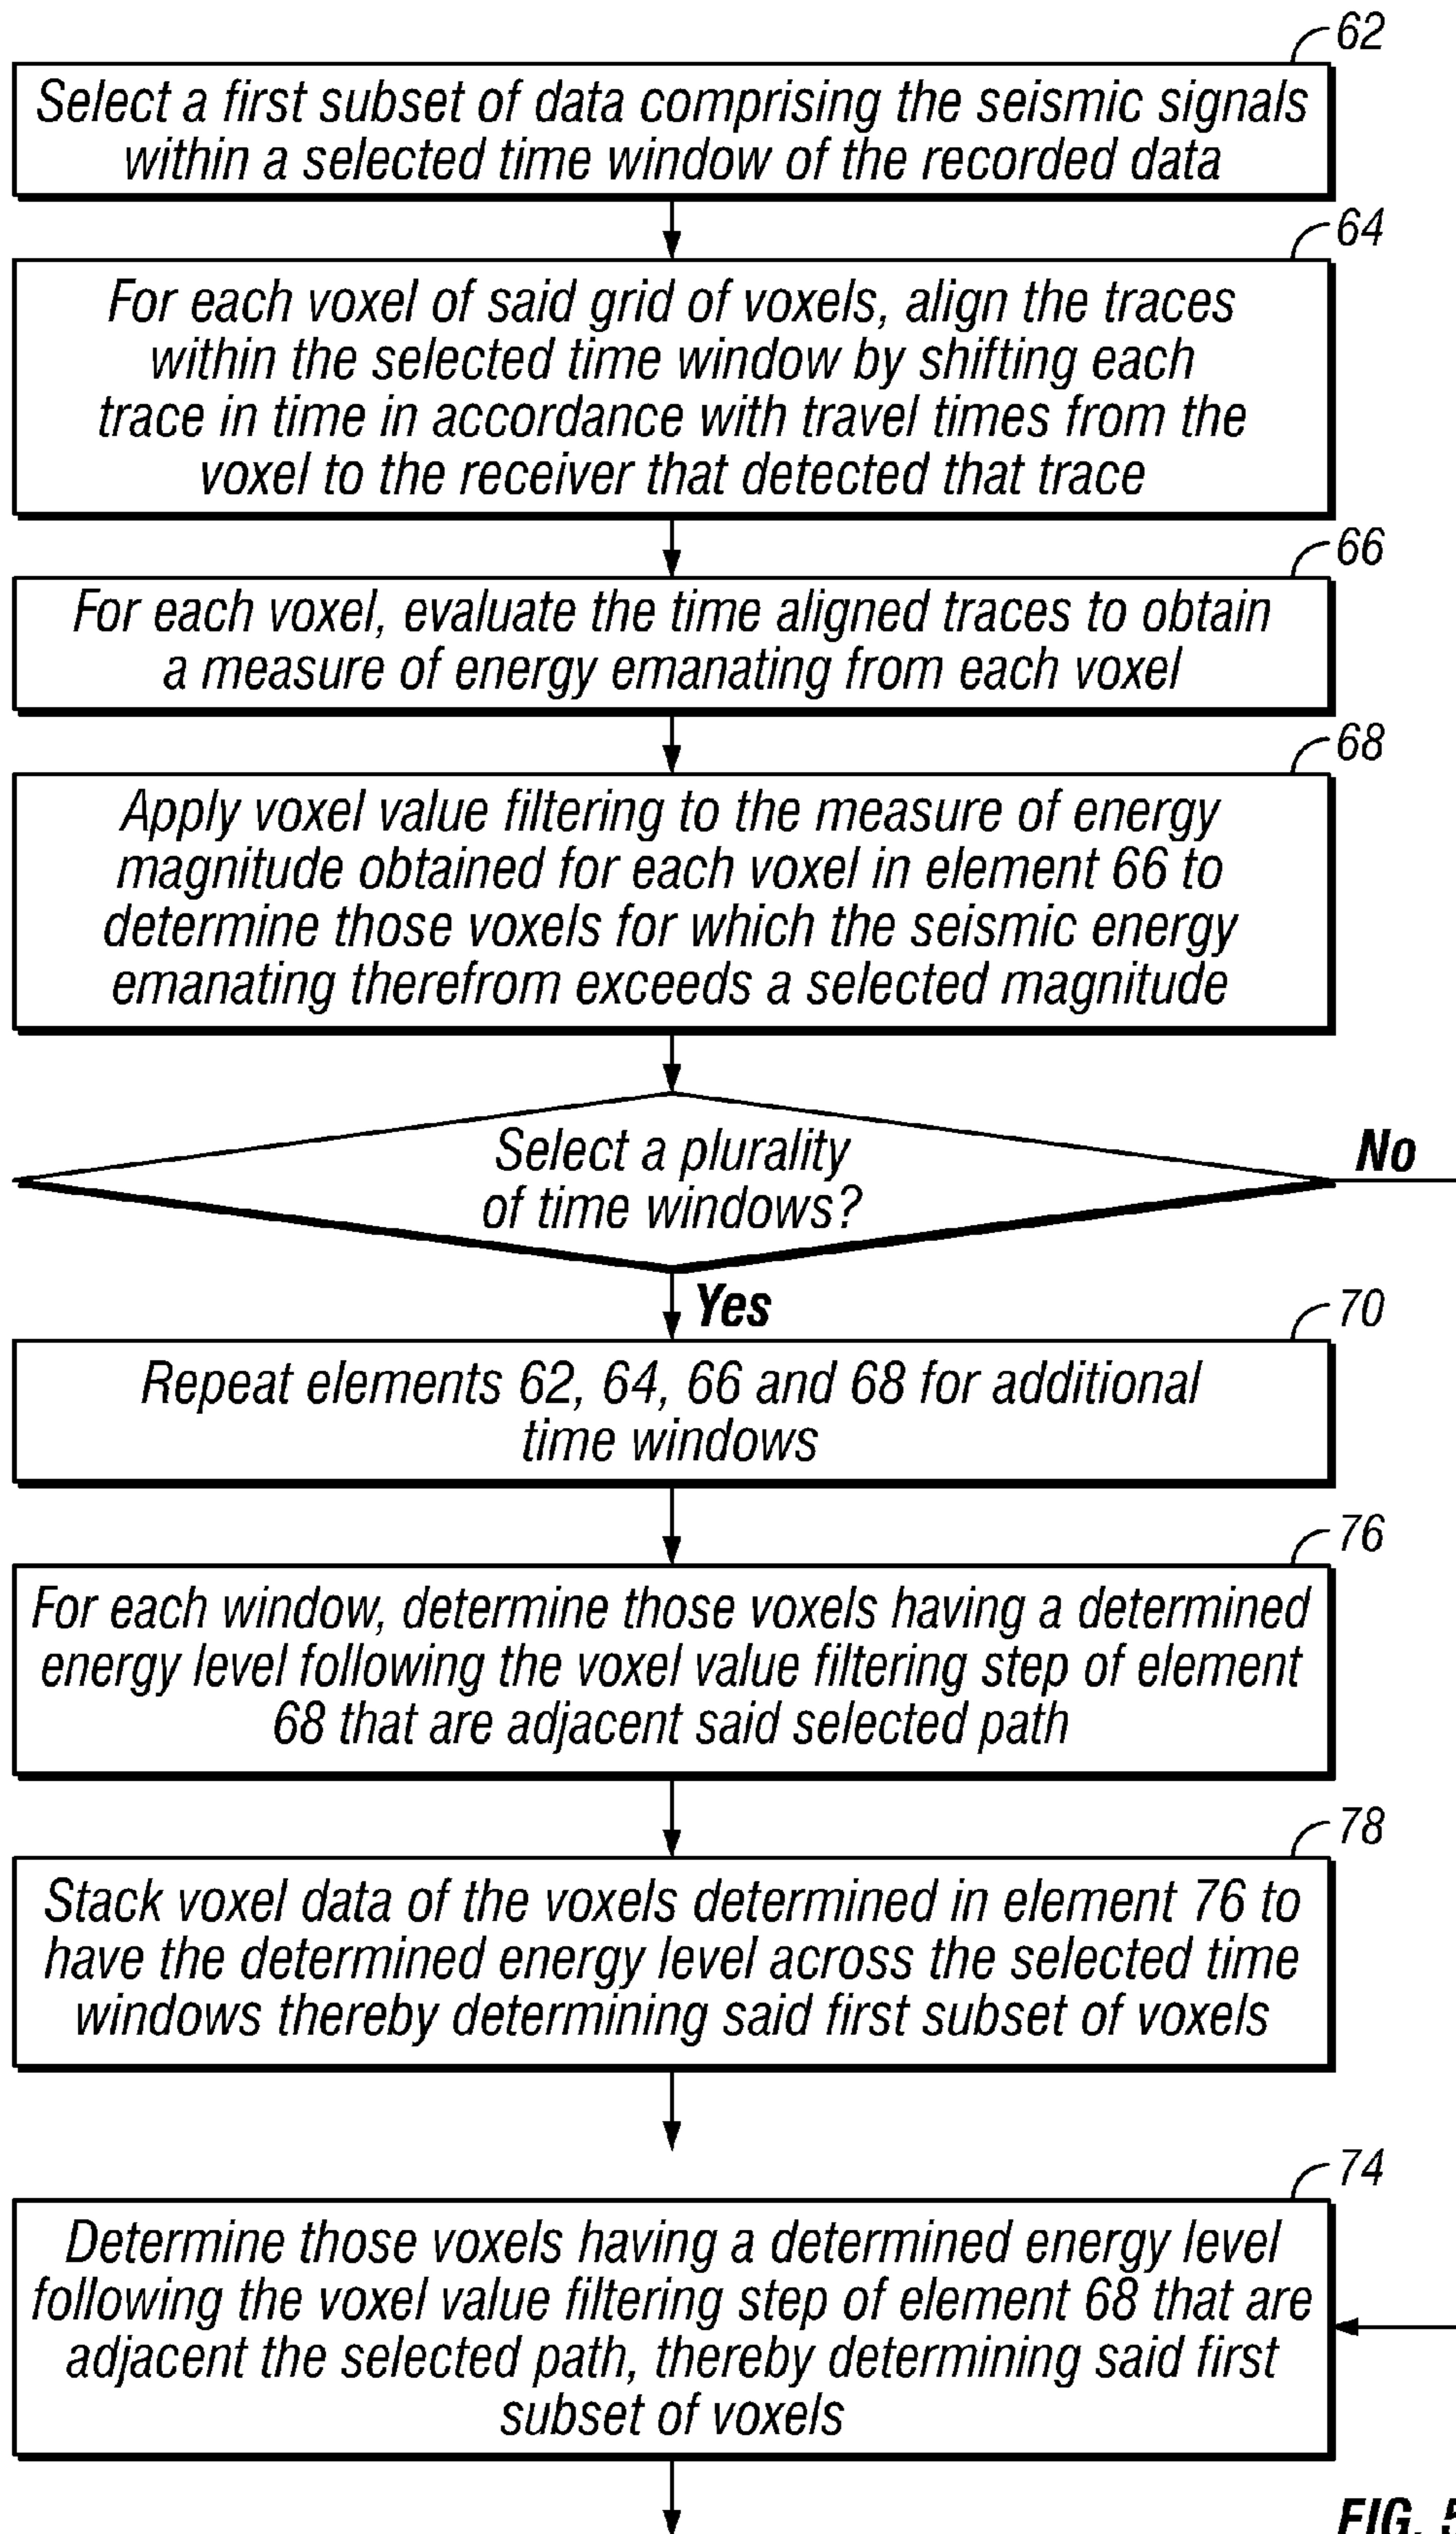 62
Select a first subset of data comprising the seismic signals
within a selected time window of the recorded data
64
For each voxel of said grid of voxels, align the traces
within the selected time window by shifting each
trace in time in accordance with travel times from the
voxel to the receiver that detected that trace
66
For each voxel, evaluate the time aligned traces to obtain
a measure of energy emanating from each voxel
68
Apply voxel value filtering to the measure of energy
magnitude obtained for each voxel in element 66 to
determine those voxels for which the seismic energy
emanating therefrom exceeds a selected magnitude
Select a plurality
of time windows?
No
Yes
70
Repeat elements 62, 64, 66 and 68 for additional
time windows
76
For each window, determine those voxels having a determined
energy level following the voxel value filtering step of element
68 that are adjacent said selected path
78
Stack voxel data of the voxels determined in element 76 to
have the determined energy level across the selected time
windows thereby determining said first subset of voxels
74
Determine those voxels having a determined energy level
following the voxel value filtering step of element 68 that are
adjacent the selected path, thereby determining said first
subset of voxels
FIG. 5